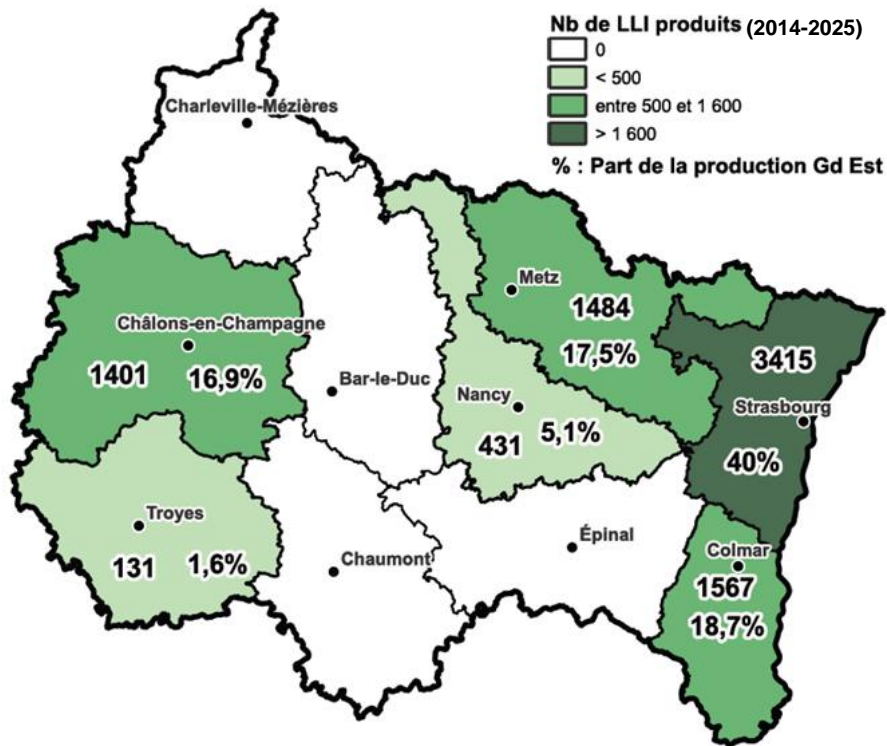 Nb de LLI produits (2014-2025)
0
< 500
entre 500 et 1 600
> 1 600
% : Part de la production Gd Est
Charleville-Mézières
Metz
1484
17,5%
Châlons-en-Champagne
1401 16,9%
3415
Strasbourg
40%
Bar-le-Duc
Nancy
431 5,1%
Troyes
131 1,6%
Chaumont
Épinal
Colmar
1567
18,7%